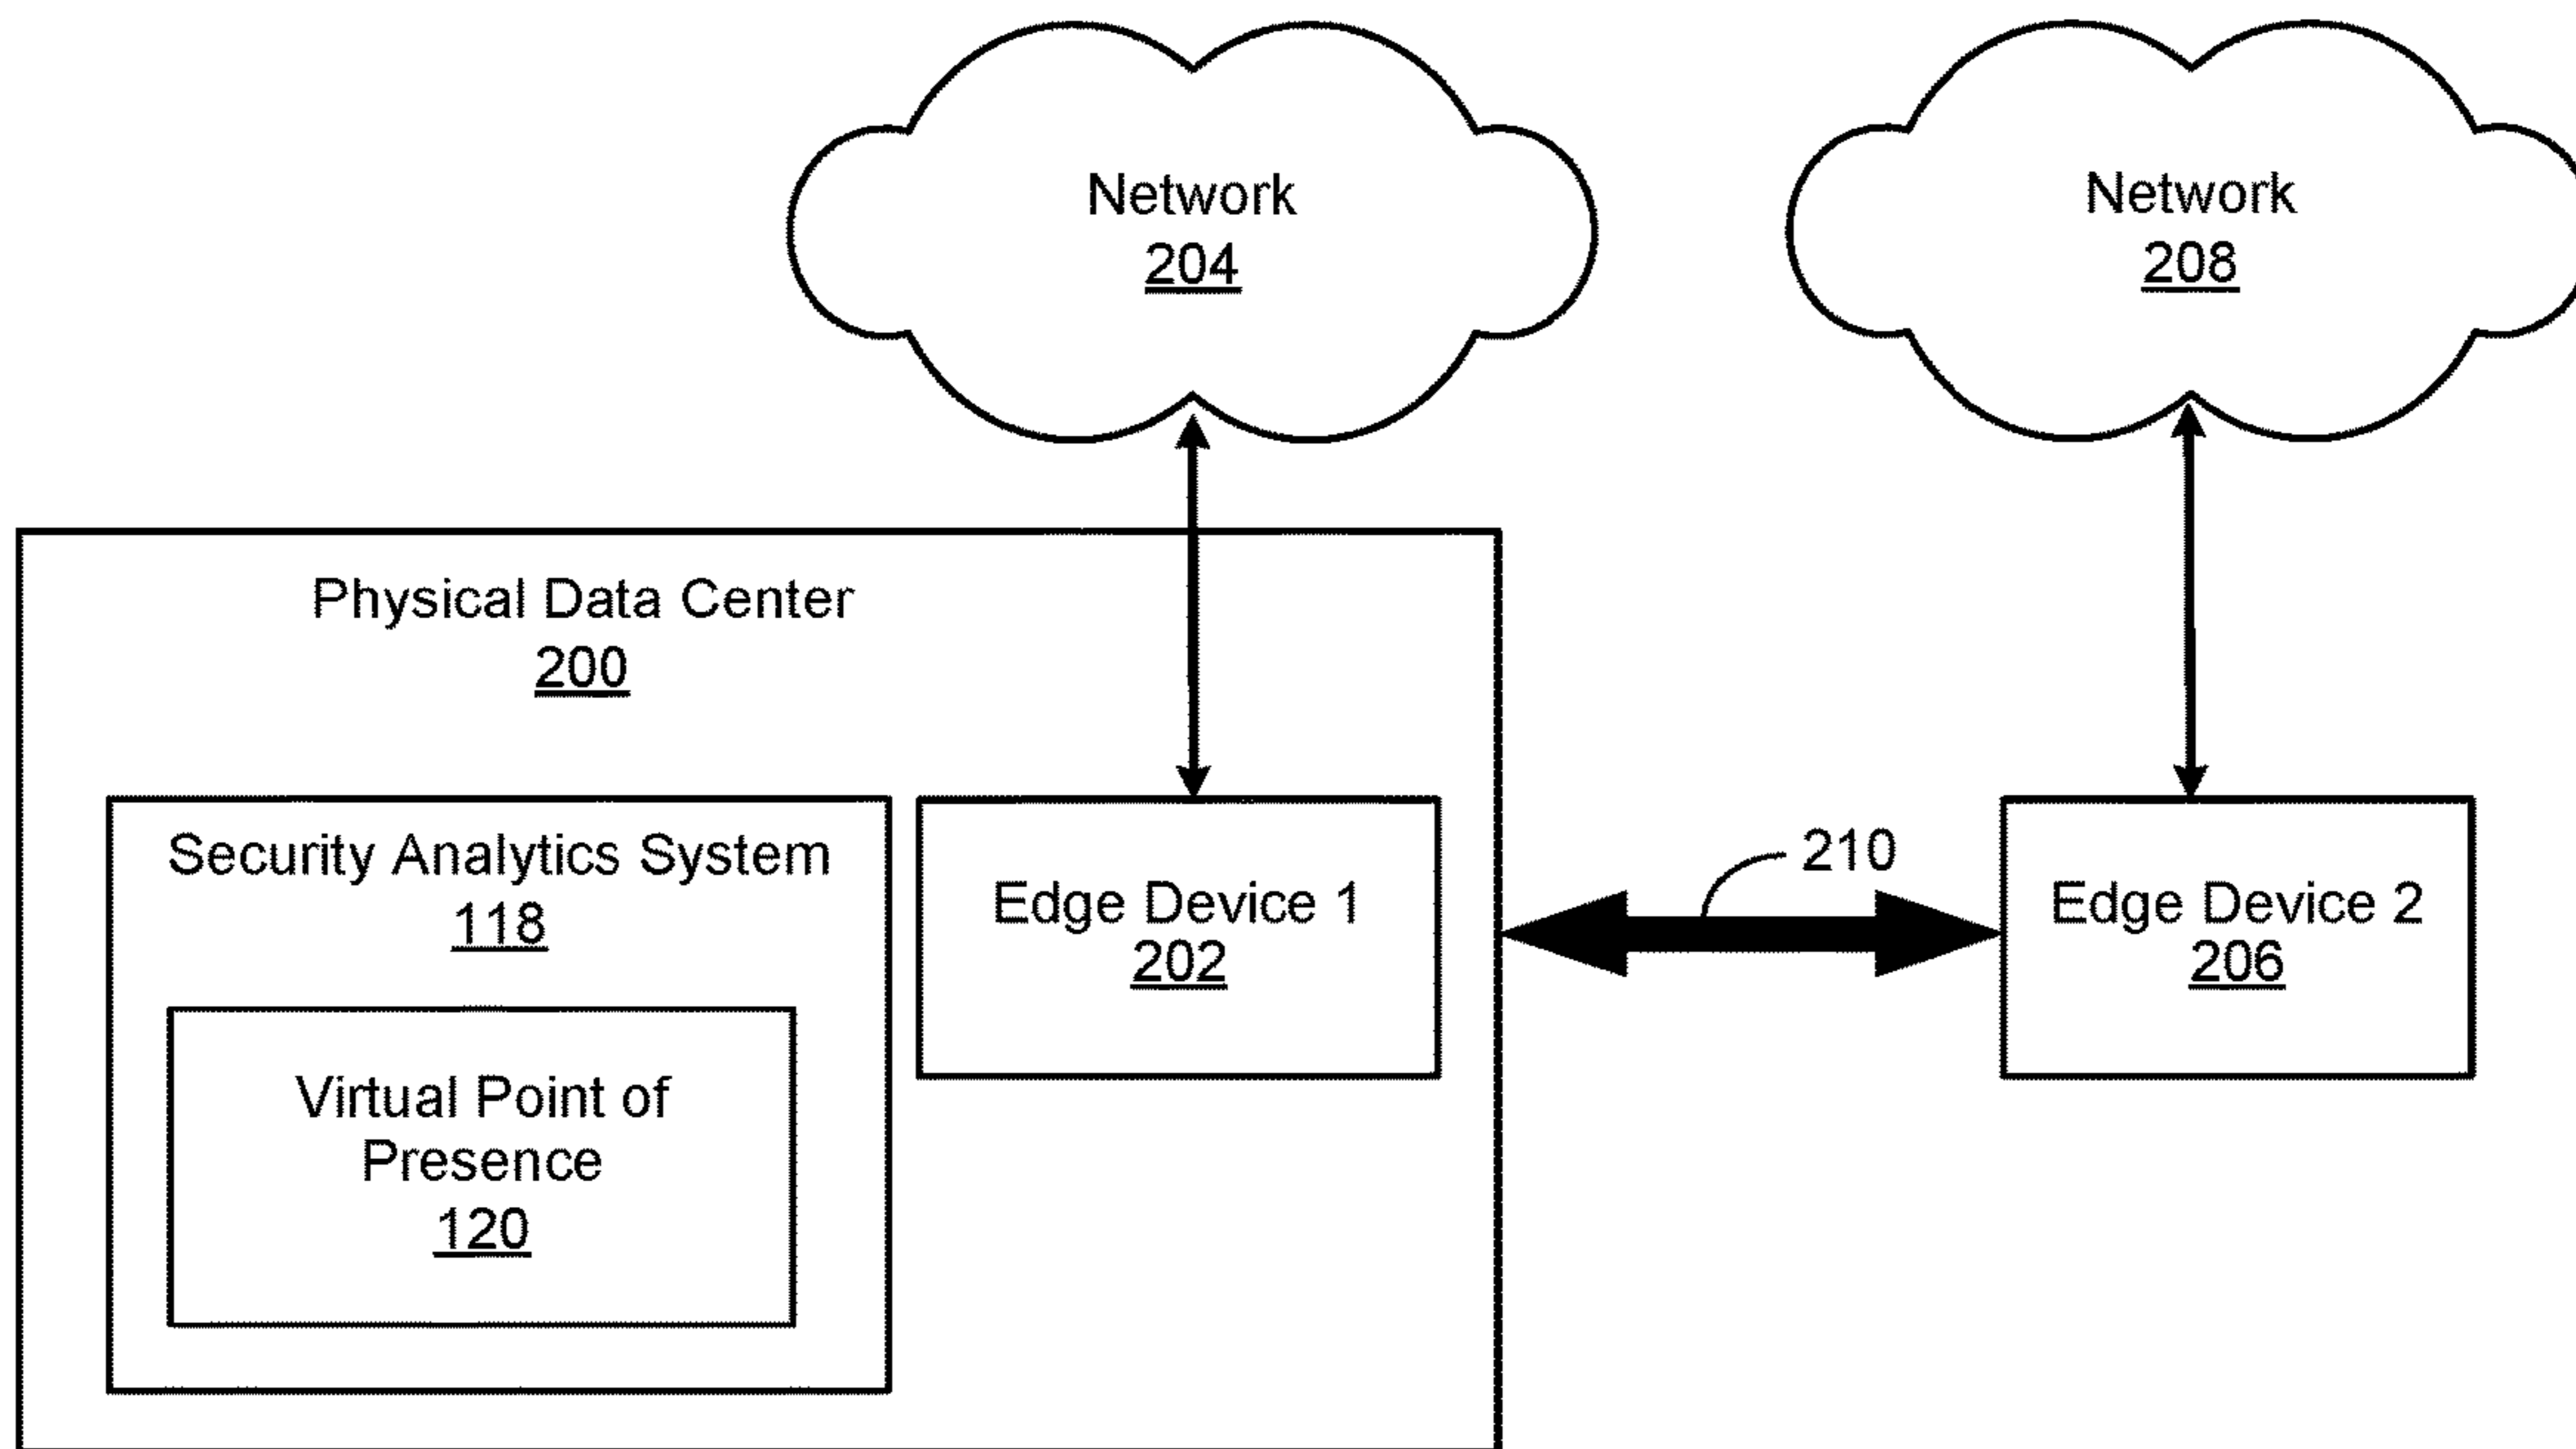 Network
204
Network
208
Physical Data Center
200
Security Analytics System
118
Virtual Point of
Presence
120
Edge Device 1
202
210
Edge Device 2
206